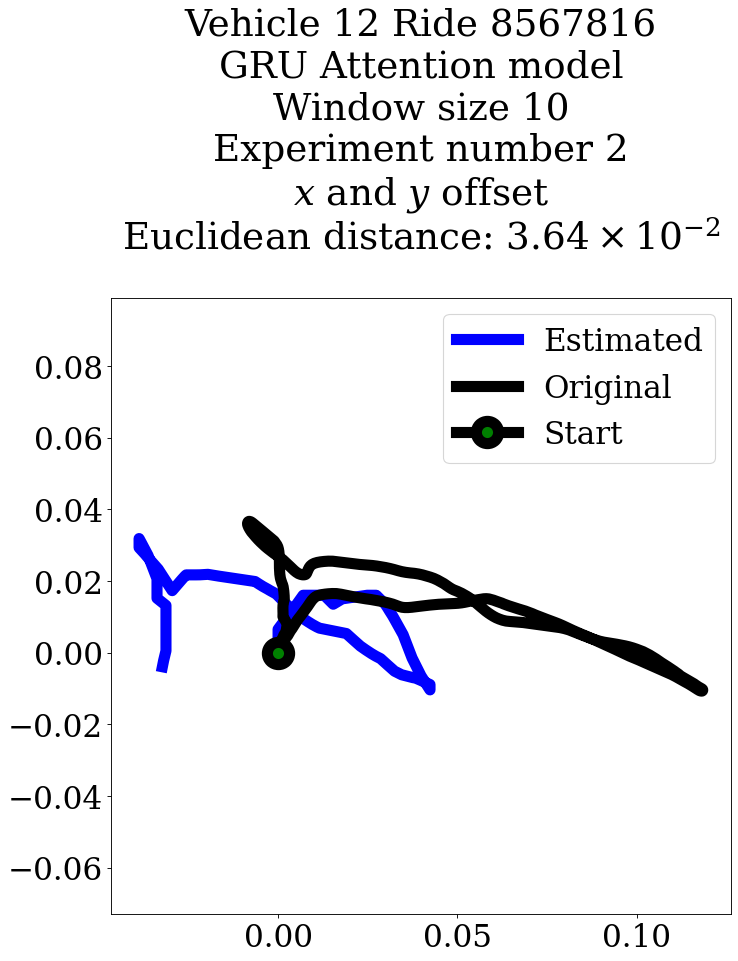 Vehicle 12 Ride 8567816
GRU Attention model
Window size 10
Experiment number 2
x and y offset
Euclidean distance: 3.64 × 10⁻²
Estimated
Original
Start
0.08
0.06
0.04
0.02
0.00
−0.02
−0.04
−0.06
0.00 0.05 0.10